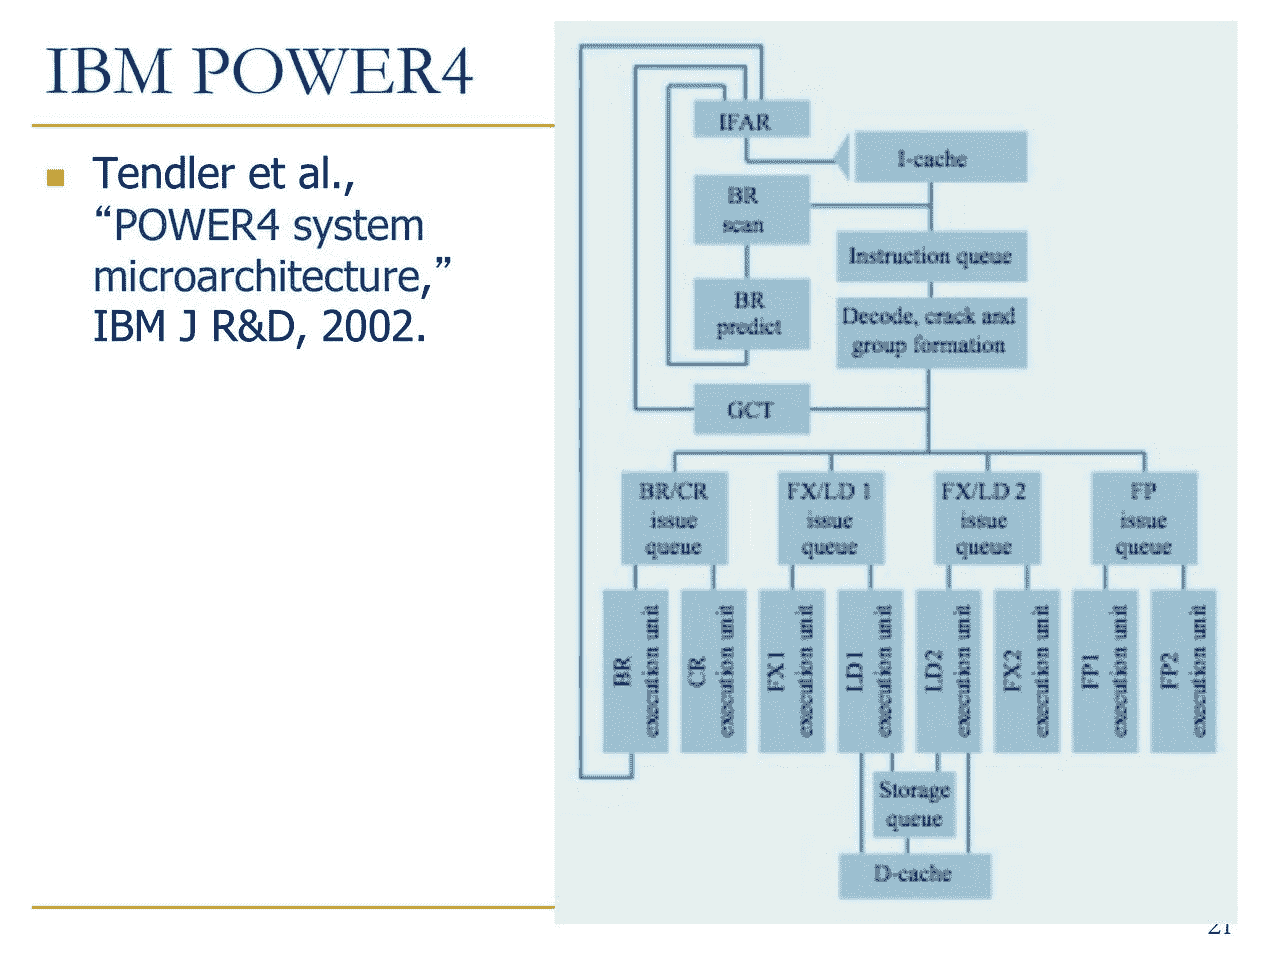 IBM POWER4
Tendler et al.,
“POWER4 system
microarchitecture,”
IBM J R&D, 2002.
IFAR
I-cache
BR
scan
Instruction queue
BR
predict
Decode, crack and
group formation
GCT
BR/CR
issue
queue
FX/LD 1
issue
queue
FX/LD 2
issue
queue
FP
issue
queue
BR
execution unit
CR
execution unit
FX1
execution unit
LD1
execution unit
LD2
execution unit
FX2
execution unit
FP1
execution unit
FP2
execution unit
Storage
queue
D-cache
21